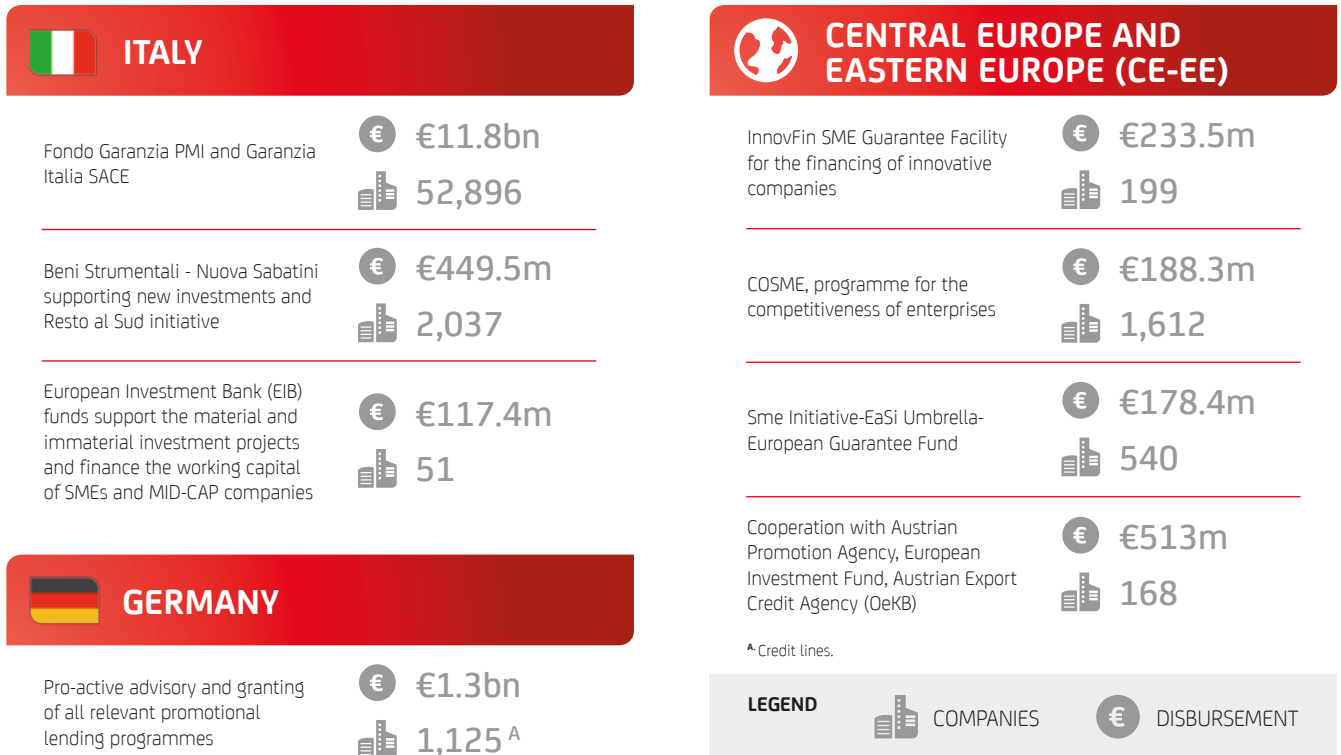 ITALY
Fondo Garanzia PMI and Garanzia
Italia SACE
€ €11.8bn
52,896
Beni Strumentali - Nuova Sabatini
supporting new investments and
Resto al Sud initiative
€ €449.5m
2,037
European Investment Bank (EIB)
funds support the material and
immaterial investment projects
and finance the working capital
of SMEs and MID-CAP companies
€ €117.4m
51
GERMANY
Pro-active advisory and granting
of all relevant promotional
lending programmes
€ €1.3bn
1,125 A
CENTRAL EUROPE AND
EASTERN EUROPE (CE-EE)
InnovFin SME Guarantee Facility
for the financing of innovative
companies
€ €233.5m
199
COSME, programme for the
competitiveness of enterprises
€ €188.3m
1,612
Sme Initiative-EaSi Umbrella-
European Guarantee Fund
€ €178.4m
540
Cooperation with Austrian
Promotion Agency, European
Investment Fund, Austrian Export
Credit Agency (OeKB)
€ €513m
168
A. Credit lines.
LEGEND
COMPANIES
€ DISBURSEMENT